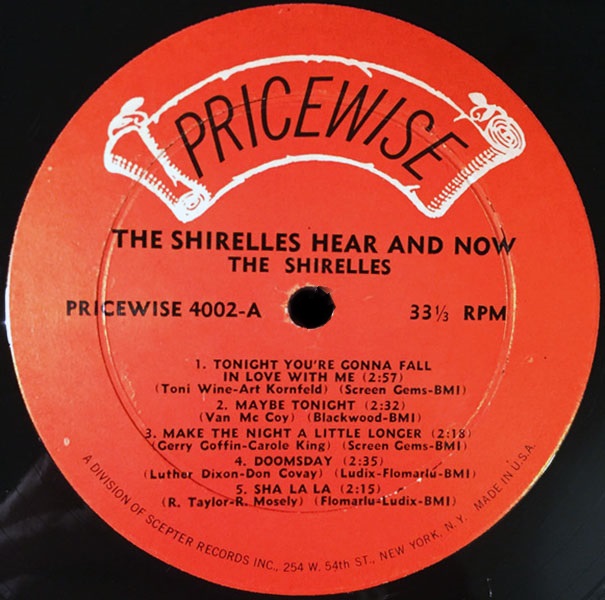 PRICEWISE
THE SHIRELLES HEAR AND NOW
THE SHIRELLES
PRICEWISE 4002-A 33⅓ RPM
1. TONIGHT YOU'RE GONNA FALL
IN LOVE WITH ME (2:57)
(Toni Wine-Art Kornfeld) (Screen Gems-BMI)
2. MAYBE TONIGHT (2:32)
(Van Mc Coy) (Blackwood-BMI)
3. MAKE THE NIGHT A LITTLE LONGER (2:18)
(Gerry Goffin-Carole King) (Screen Gems-BMI)
4. DOOMSDAY (2:35)
(Luther Dixon-Don Covay) (Ludix-Flomarlu-BMI)
5. SHA LA LA (2:15)
(R. Taylor-R. Mosely) (Flomarlu-Ludix-BMI)
A DIVISION OF SCEPTER RECORDS INC., 254 W. 54th ST., NEW YORK, N.Y. MADE IN U.S.A.